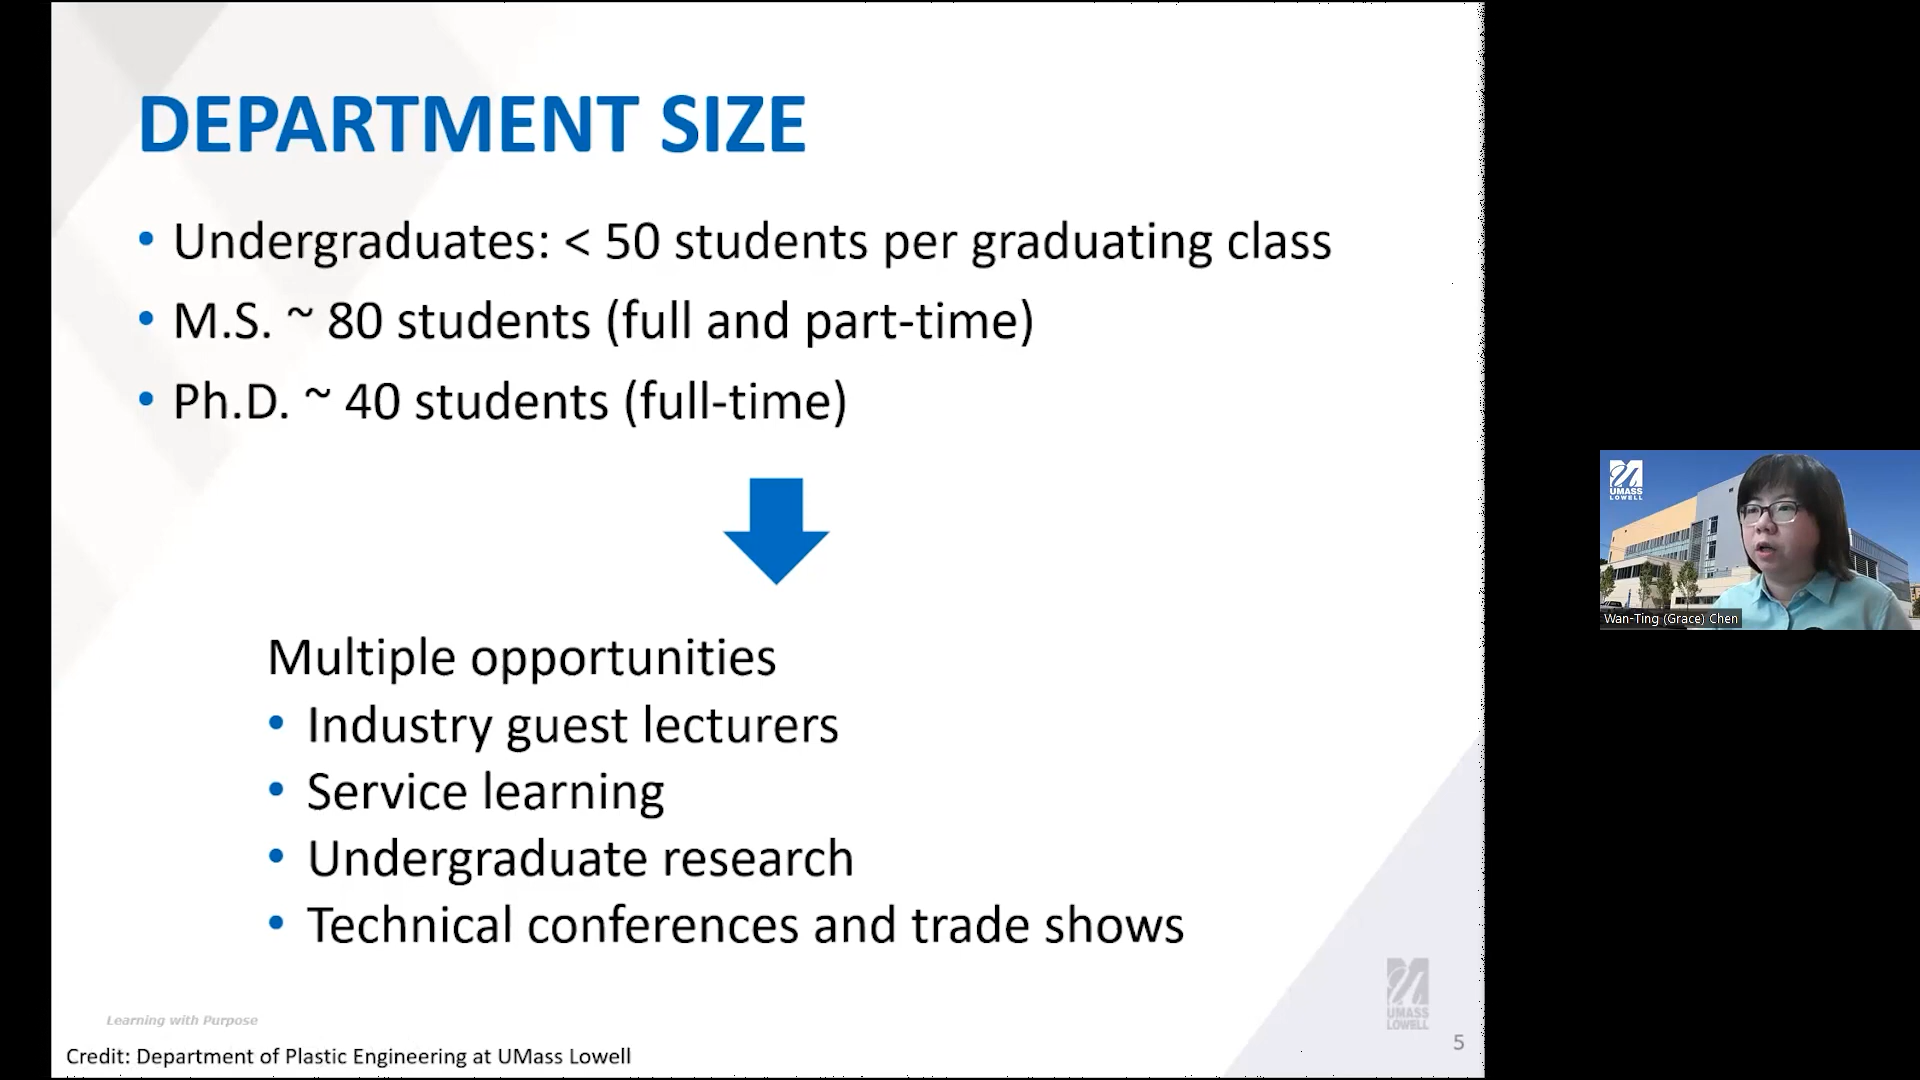 DEPARTMENT SIZE
• Undergraduates: < 50 students per graduating class
• M.S. ~ 80 students (full and part-time)
• Ph.D. ~ 40 students (full-time)
Multiple opportunities
• Industry guest lecturers
• Service learning
• Undergraduate research
• Technical conferences and trade shows
Learning with Purpose
UMASS
LOWELL
5
Credit: Department of Plastic Engineering at UMass Lowell
UMASS
LOWELL
Wan-Ting (Grace) Chen